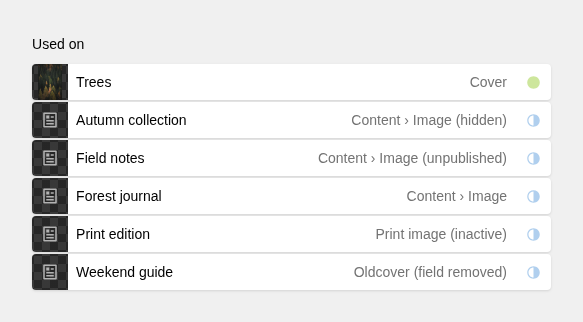 Used on
Trees Cover
Autumn collection Content › Image (hidden)
Field notes Content › Image (unpublished)
Forest journal Content › Image
Print edition Print image (inactive)
Weekend guide Oldcover (field removed)